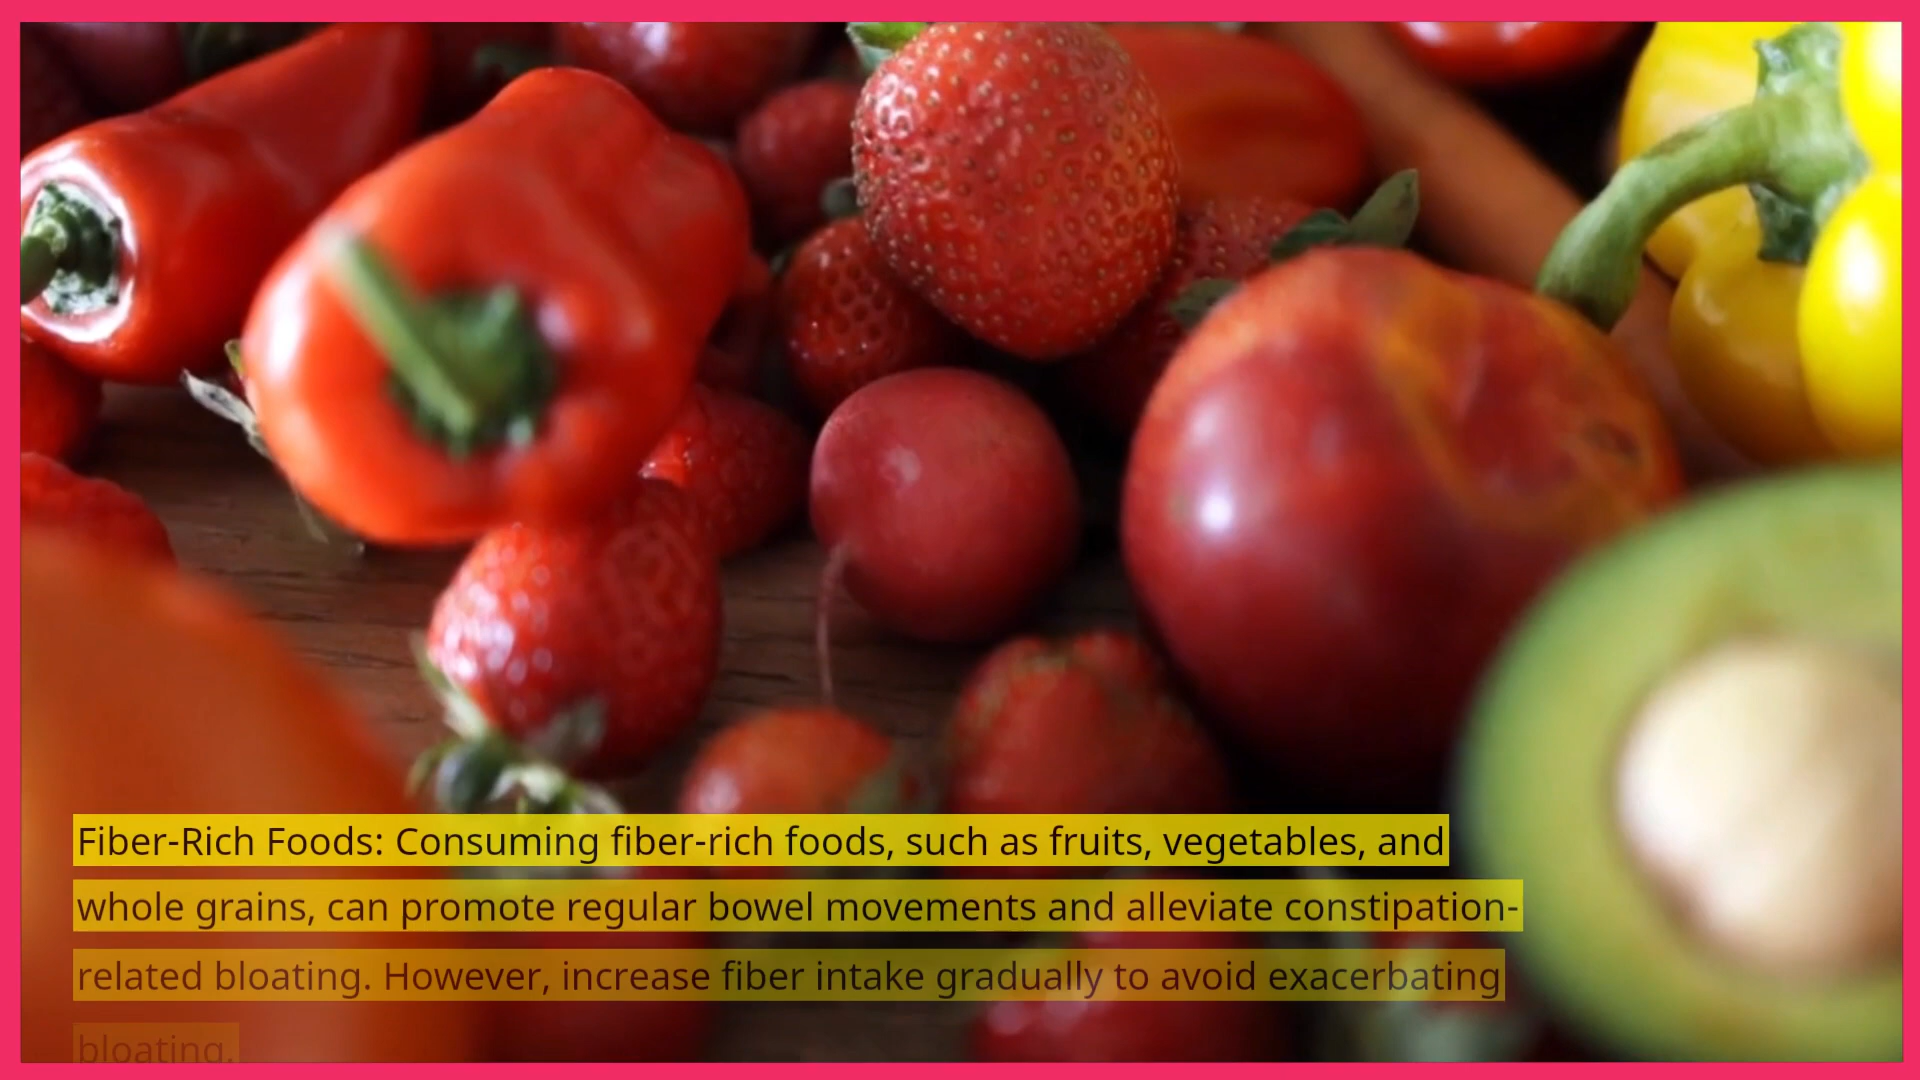 Fiber-Rich Foods: Consuming fiber-rich foods, such as fruits, vegetables, and
whole grains, can promote regular bowel movements and alleviate constipation-
related bloating. However, increase fiber intake gradually to avoid exacerbating
bloating.